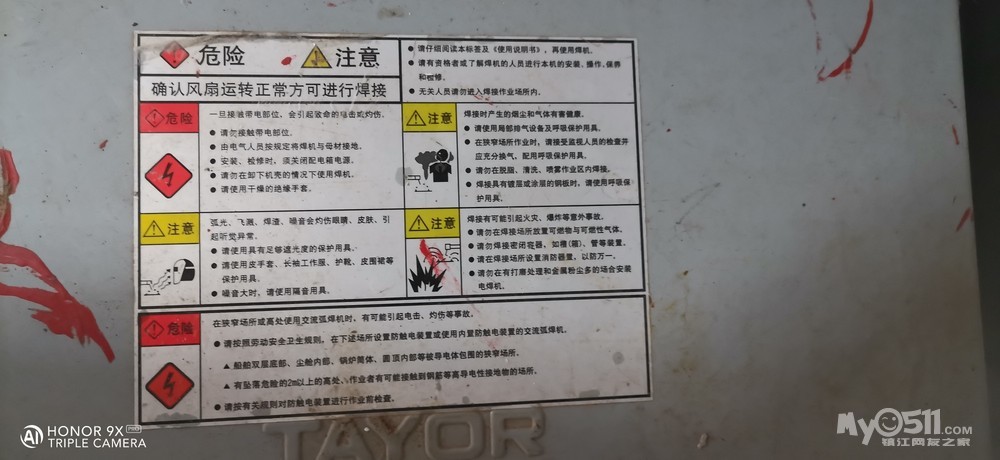 危险
注意
确认风扇运转正常方可进行焊接
● 请仔细阅读本标签及《使用说明书》，再使用焊机。
● 请有资格者或了解焊机的人员进行本机的安装、操作、保养
和检修。
● 无关人员请勿进入焊接作业场所内。
危险
一旦接触带电部位，会引起致命的电击或灼伤。
● 请勿接触带电部位。
● 由电气人员按规定将焊机与母材接地。
● 安装、检修时，须关闭配电箱电源。
● 请勿在卸下机壳的情况下使用焊机。
● 请使用干燥的绝缘手套。
注意
焊接时产生的烟尘和气体有害健康。
● 请使用局部排气设备及呼吸保护用具。
● 在狭窄场所作业时，请接受监视人员的检查并
应充分换气，配用呼吸保护用具。
● 请勿在脱脂、清洗、喷雾作业区内焊接。
● 焊接具有镀层或涂层的钢板时，请使用呼吸保
护用具。
注意
弧光、飞溅、焊渣、噪音会灼伤眼睛、皮肤、引
起听觉异常。
● 请使用具有足够遮光度的保护用具。
● 请使用皮手套、长袖工作服、护靴、皮围裙等
保护用具。
● 噪音大时，请使用隔音用具。
注意
焊接有可能引起火灾、爆炸等意外事故。
● 请勿在焊接场所放置可燃物与可燃性气体.
● 请勿焊接密闭容器，如槽(箱)、管等装置.
● 请在焊接场所设置消防器置，以防万一.
● 请勿在有打磨处理和金属粉尘多的场合安装
电焊机.
危险
在狭窄场所或高处使用交流弧焊机时，有可能引起电击、灼伤等事故。
● 请按照劳动安全卫生规则，在下述场所设置防触电装置或使用内置防触电装置的交流弧焊机。
▲ 船舶双层底部、尘舱内部、锅炉筒体、圆顶内部等被导电体包围的狭窄场所。
▲ 有坠落危险的2m以上的高处、作业者有可能接触到钢筋等高导电性接地物的场所。
● 请按有关规则对防触电装置进行作业前检查。
TAYOR
HONOR 9X PRO
TRIPLE CAMERA
AI
MyO511.COM
镇江网友之家